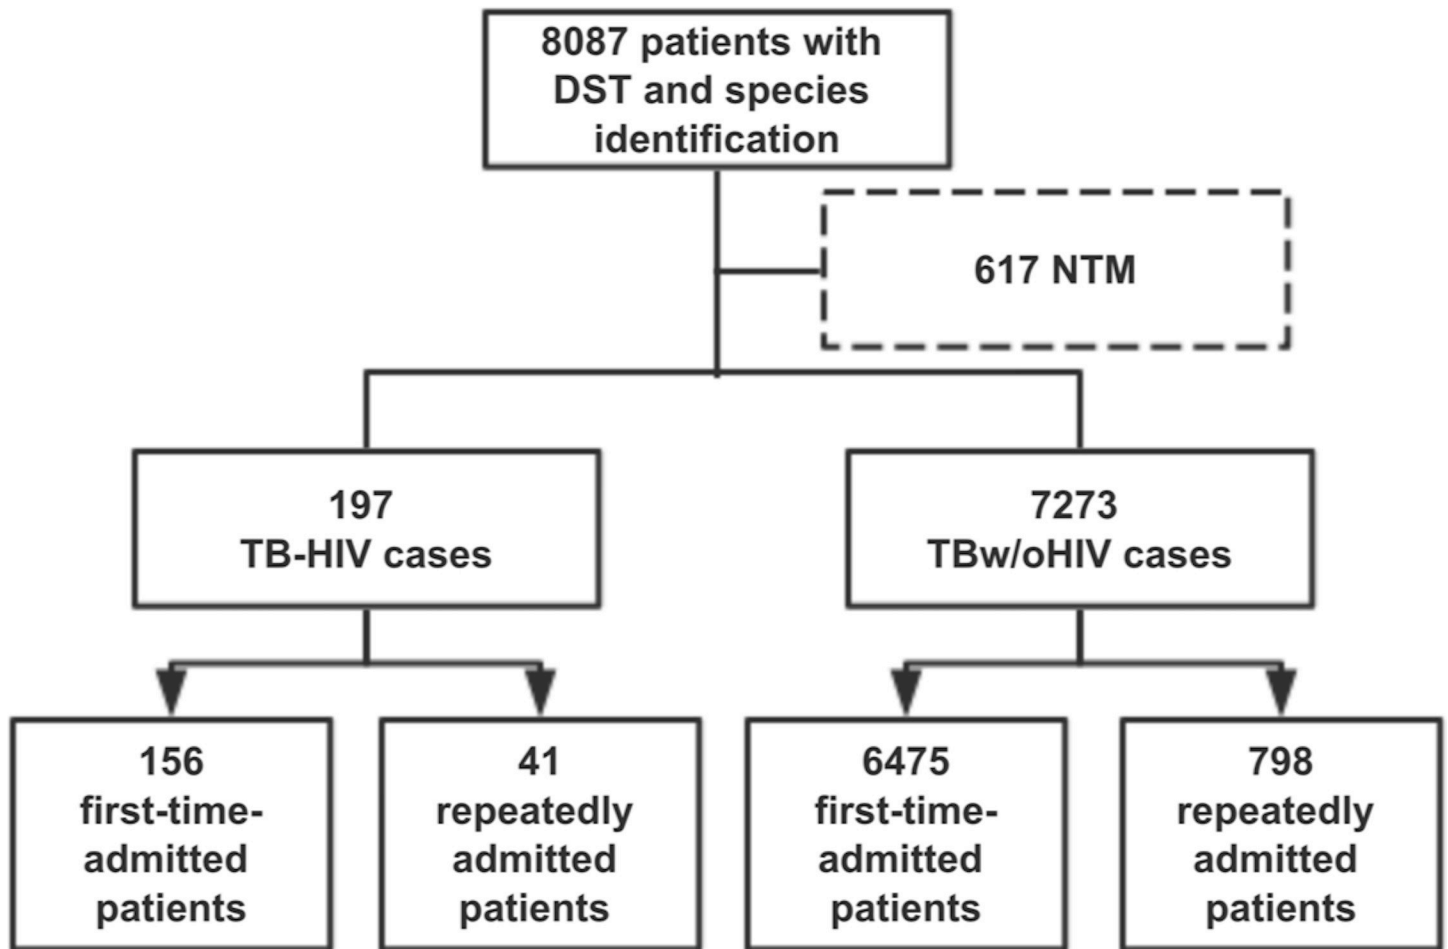 8087 patients with
DST and species
identification
617 NTM
197
TB-HIV cases
7273
TBw/oHIV cases
156
first-time-
admitted
patients
41
repeatedly
admitted
patients
6475
first-time-
admitted
patients
798
repeatedly
admitted
patients